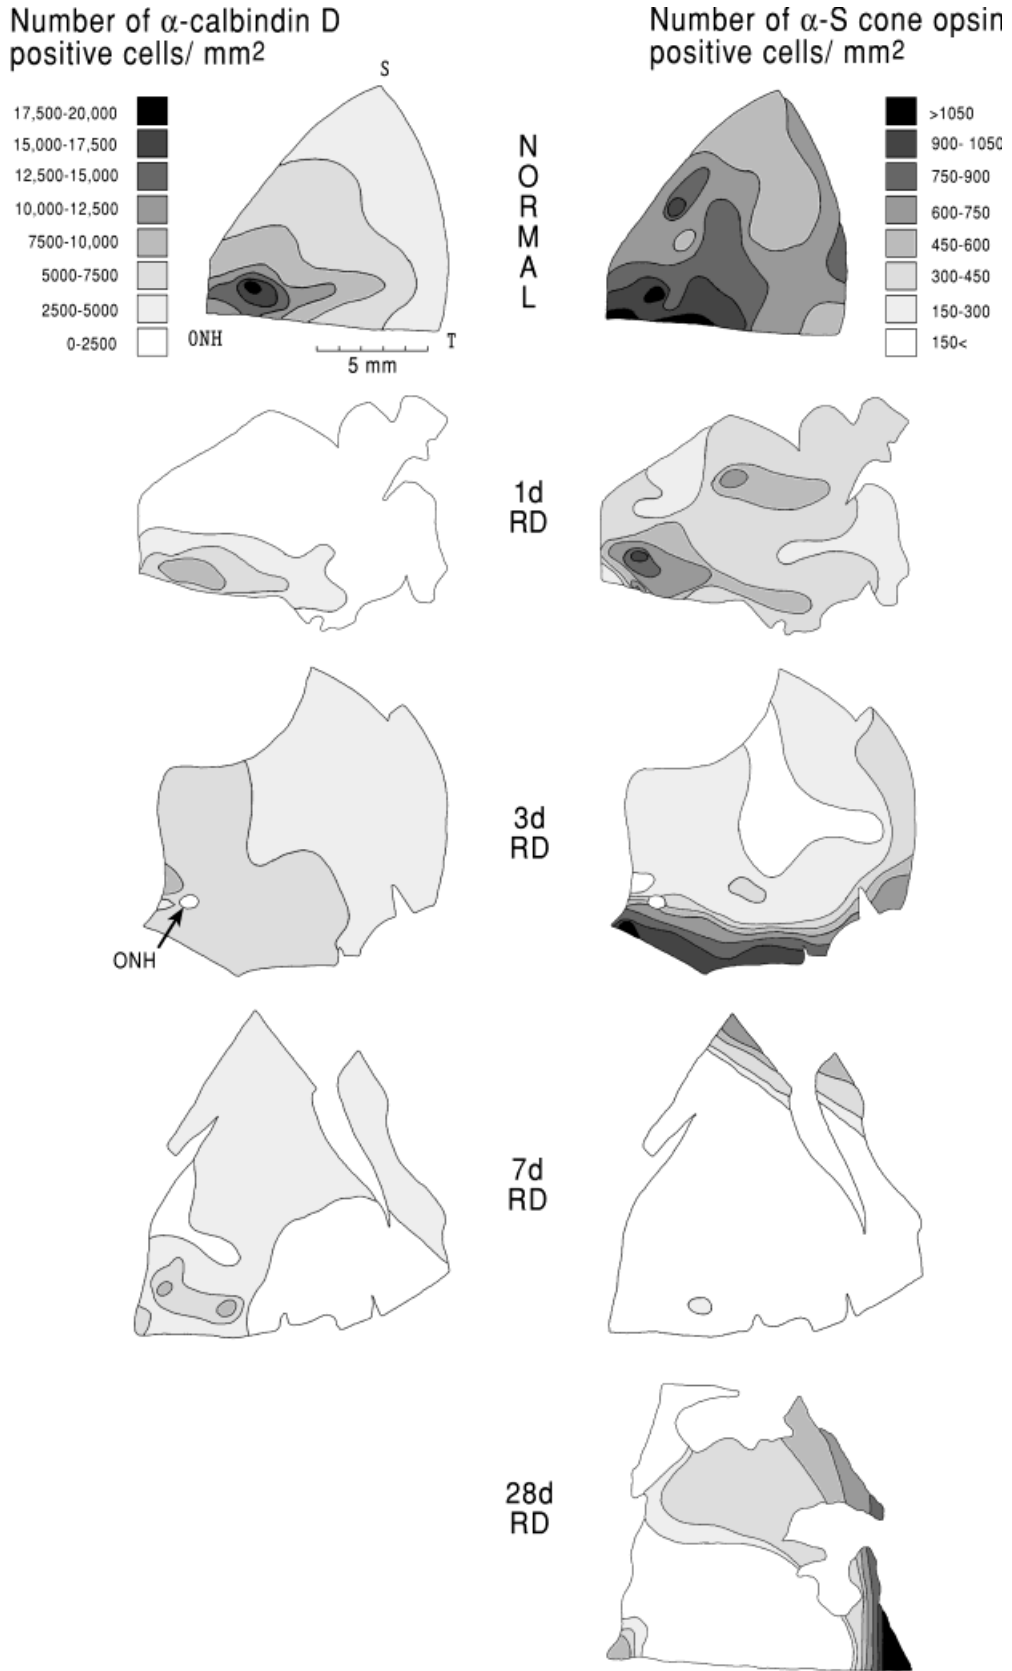 Number of α-calbindin D
positive cells/ mm2
Number of α-S cone opsin
positive cells/ mm2
S
17,500-20,000
15,000-17,500
12,500-15,000
10,000-12,500
7500-10,000
5000-7500
2500-5000
0-2500
ONH
T
5 mm
NORMAL
>1050
900- 1050
750-900
600-750
450-600
300-450
150-300
150<
1d
RD
3d
RD
ONH
7d
RD
28d
RD